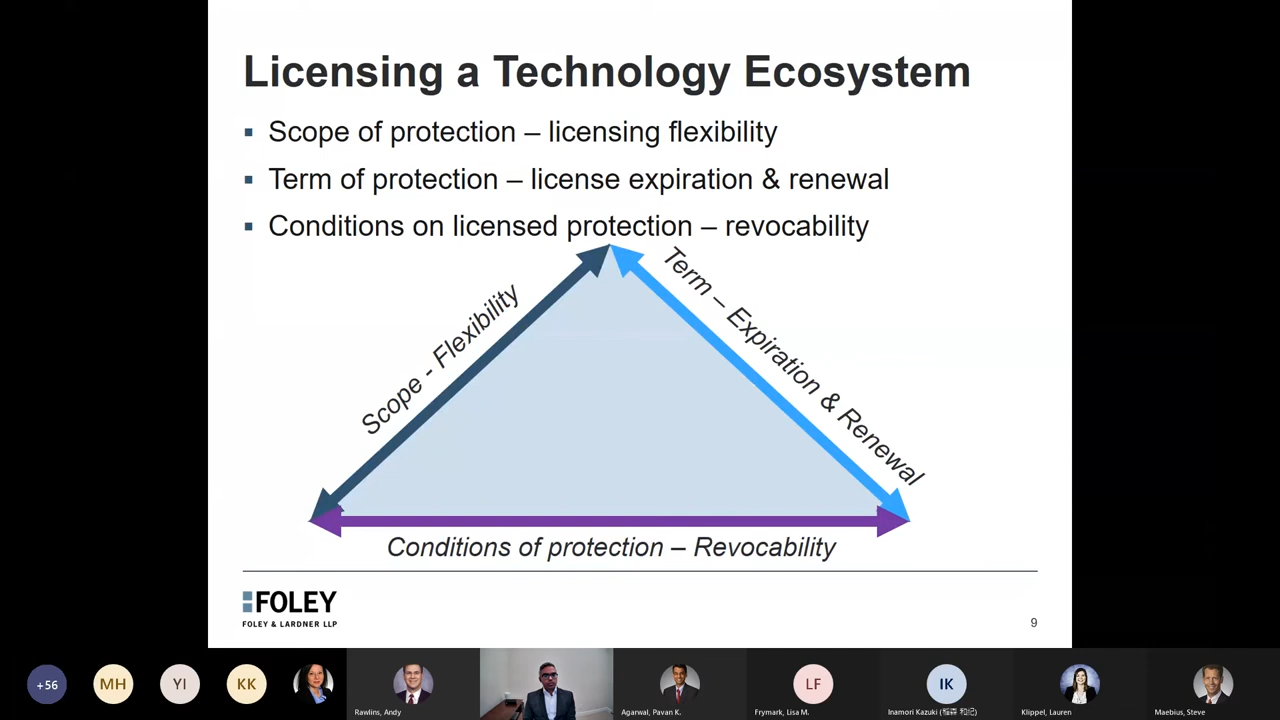 Licensing a Technology Ecosystem
▪ Scope of protection – licensing flexibility
▪ Term of protection – license expiration & renewal
▪ Conditions on licensed protection – revocability
Scope - Flexibility
Term – Expiration & Renewal
Conditions of protection – Revocability
FOLEY
FOLEY & LARDNER LLP
9
+56
MH
YI
KK
LF
IK
Rawlins, Andy
Agarwal, Pavan K.
Frymark, Lisa M.
Inamori Kazuki (
Klippel, Lauren
Maebius, Steve